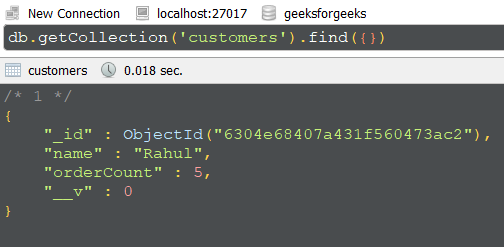 New Connection localhost:27017 geeksforgeeks
db.getCollection('customers').find({})
customers 0.018 sec.
/* 1 */
{
    "_id" : ObjectId("6304e68407a431f560473ac2"),
    "name" : "Rahul",
    "orderCount" : 5,
    "__v" : 0
}